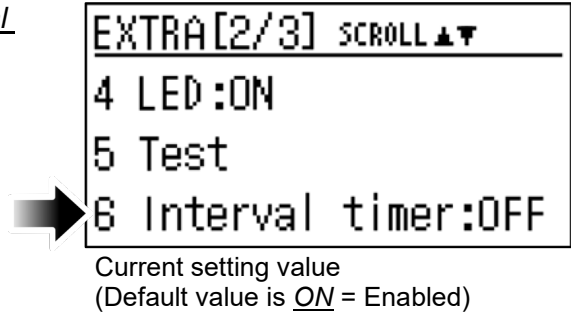 I
EXTRA[2/3] SCROLL▲▼
4 LED:ON
5 Test
6 Interval timer:OFF
Current setting value
(Default value is ON = Enabled)